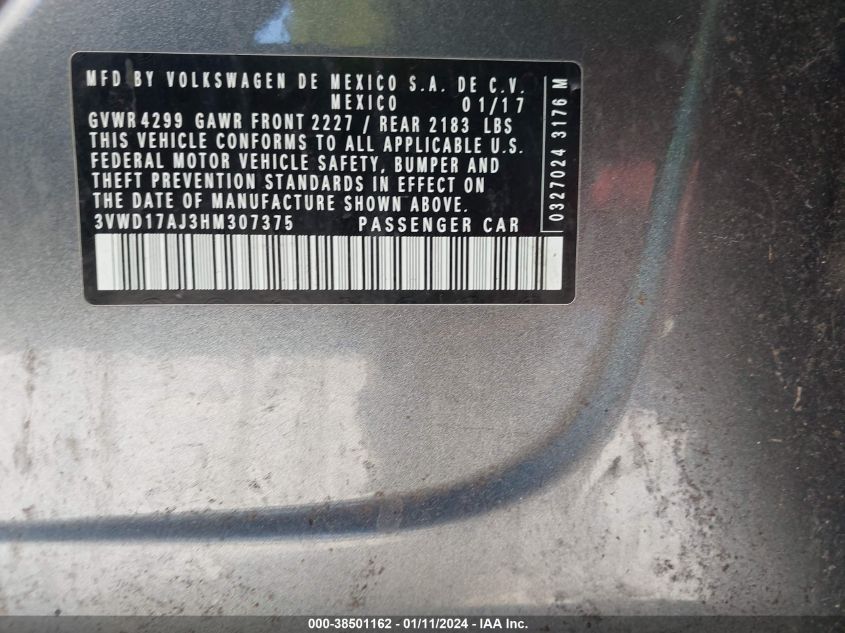 MFD BY VOLKSWAGEN DE MEXICO S.A. DE C.V.
MEXICO 01/17
GVWR 4299 GAWR FRONT 2227 / REAR 2183 LBS
THIS VEHICLE CONFORMS TO ALL APPLICABLE U.S.
FEDERAL MOTOR VEHICLE SAFETY, BUMPER AND
THEFT PREVENTION STANDARDS IN EFFECT ON
THE DATE OF MANUFACTURE SHOWN ABOVE.
3VWD17AJ3HM307375 PASSENGER CAR
0327024 3176 M
000-38501162 - 01/11/2024 - IAA Inc.